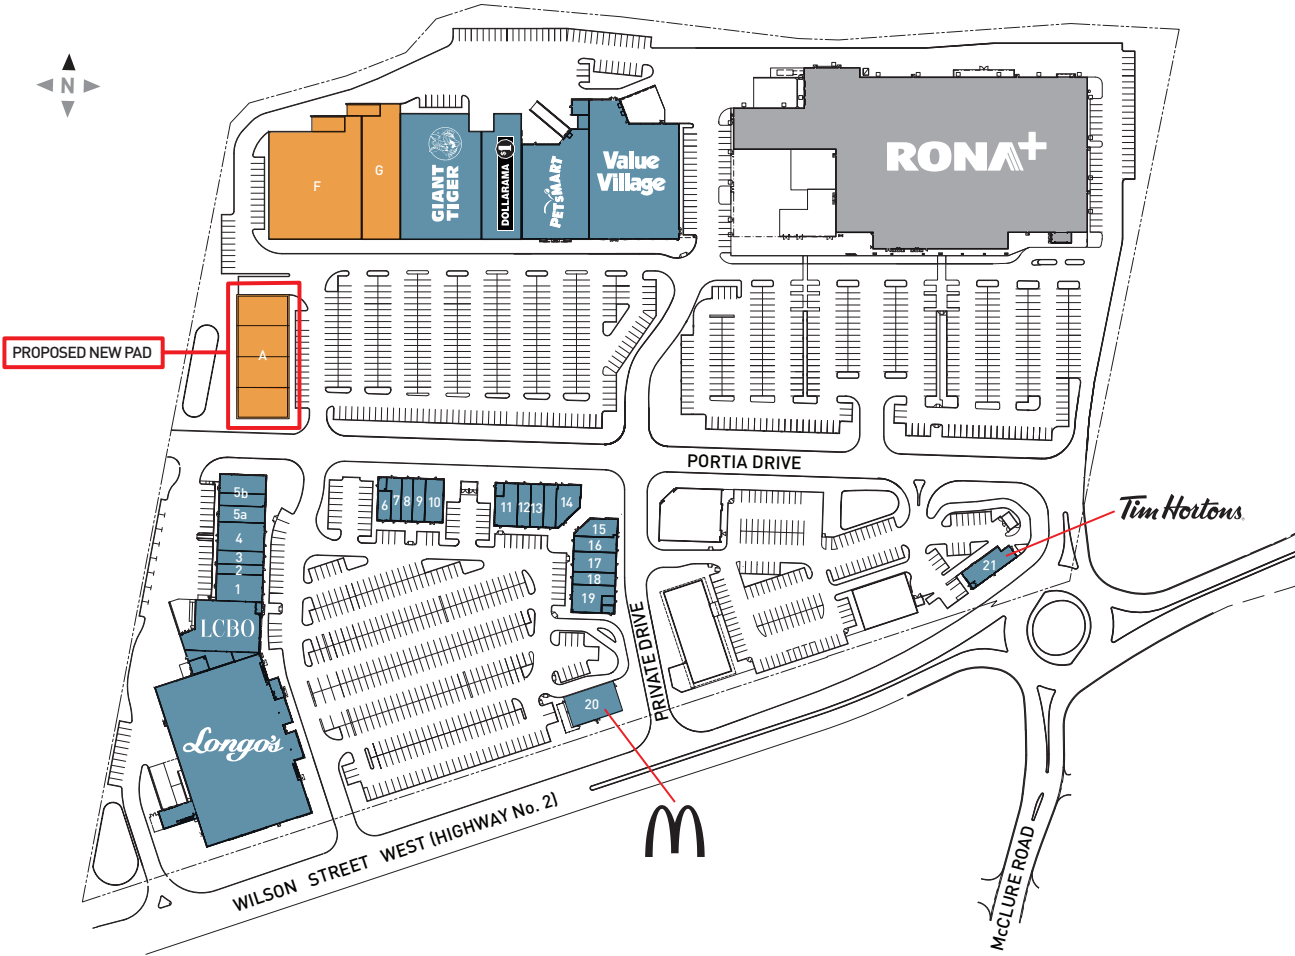 N
RONA+
F
G
GIANT
TIGER
DOLLARAMA $1
PETSMART
Value
Village
PROPOSED NEW PAD
A
PORTIA DRIVE
5b
5a
4
3
2
1
6
7
8
9
10
11
12
13
14
15
16
17
18
19
Tim Hortons
21
LCBO
PRIVATE DRIVE
20
Longo's
WILSON STREET WEST (HIGHWAY No. 2)
McCLURE ROAD